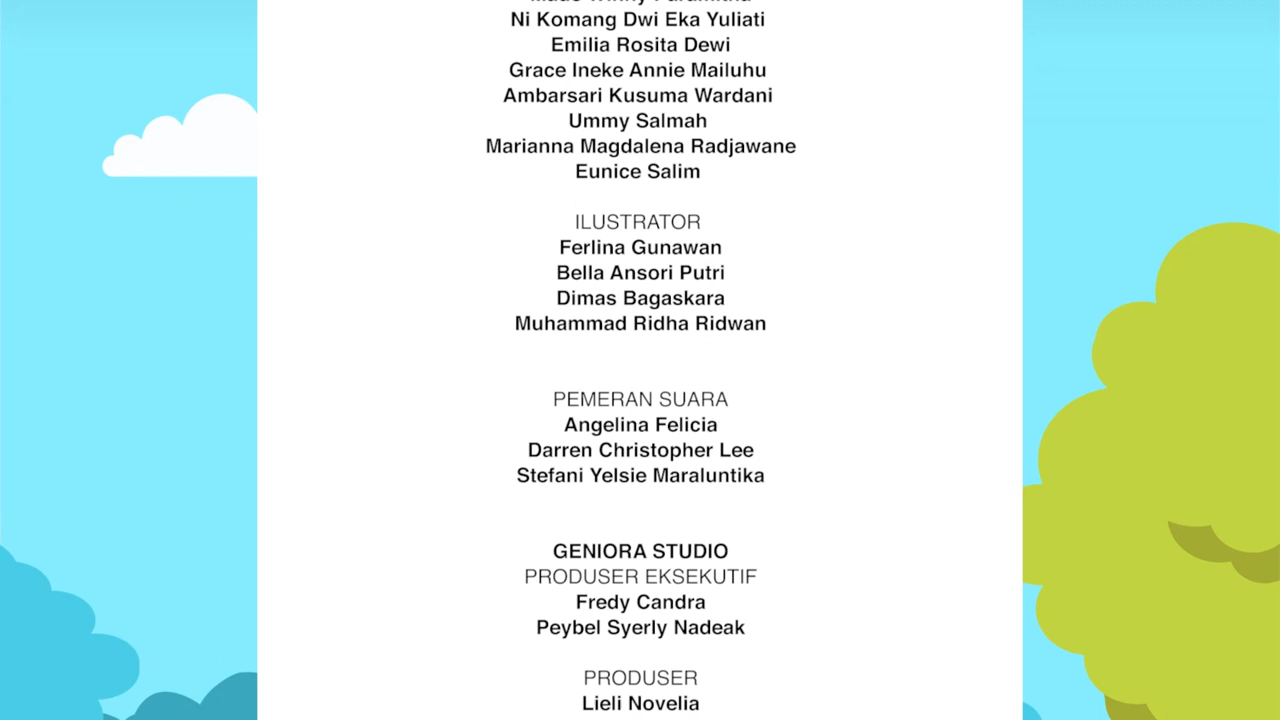 Ni Komang Dwi Eka Yuliati
Emilia Rosita Dewi
Grace Ineke Annie Mailuhu
Ambarsari Kusuma Wardani
Ummy Salmah
Marianna Magdalena Radjawane
Eunice Salim
ILUSTRATOR
Ferlina Gunawan
Bella Ansori Putri
Dimas Bagaskara
Muhammad Ridha Ridwan
PEMERAN SUARA
Angelina Felicia
Darren Christopher Lee
Stefani Yelsie Maraluntika
GENIORA STUDIO
PRODUSER EKSEKUTIF
Fredy Candra
Peybel Syerly Nadeak
PRODUSER
Lieli Novelia